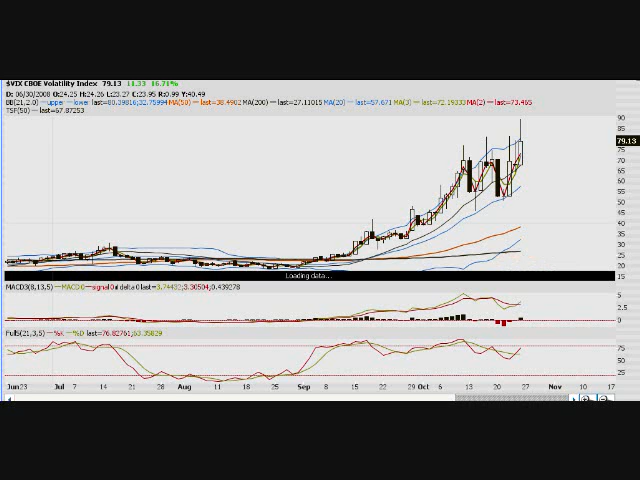 $VIX CBOE Volatility Index 79.13 11.33 16.71%
D: 06/30/2008 O:24.25 H:24.26 L:23.27 C:23.95 R:0.99 Y:40.49
BB(21,2.0) —upper —lower last=80.39816;32.75994 MA(50) — last=38.4902 MA(200) — last=27.11015 MA(20) — last=57.671 MA(3) — last=72.19333 MA(2) — last=73.465
TSF(50) — last=67.87253
90
85
79.13
75
70
65
60
55
50
45
40
35
30
25
20
15
Loading data...
MACD3(8,13,5) —MACD —signal delta last=3.74432;3.30504;0.439278
5
2.5
0
FullS(21,3,5) —%K —%D last=76.82761;63.35829
75
50
25
Jun23 Jul 7 14 21 28 Aug 11 18 25 Sep 8 15 22 29 Oct 6 13 20 27 Nov 10 17